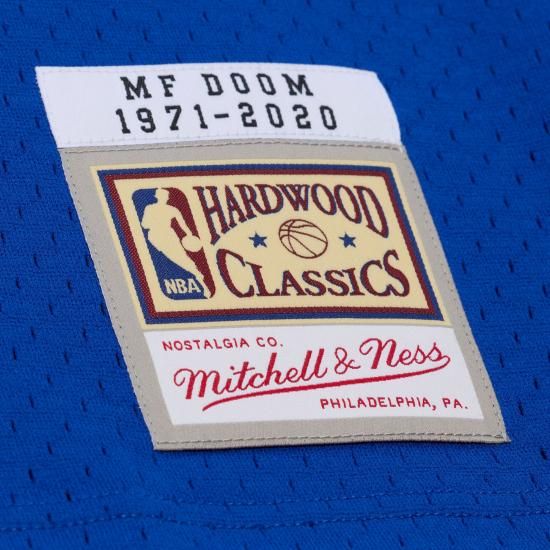 MF DOOM
1971-2020
HARDWOOD
CLASSICS
NBA
NOSTALGIA CO.
Mitchell & Ness
PHILADELPHIA, PA.